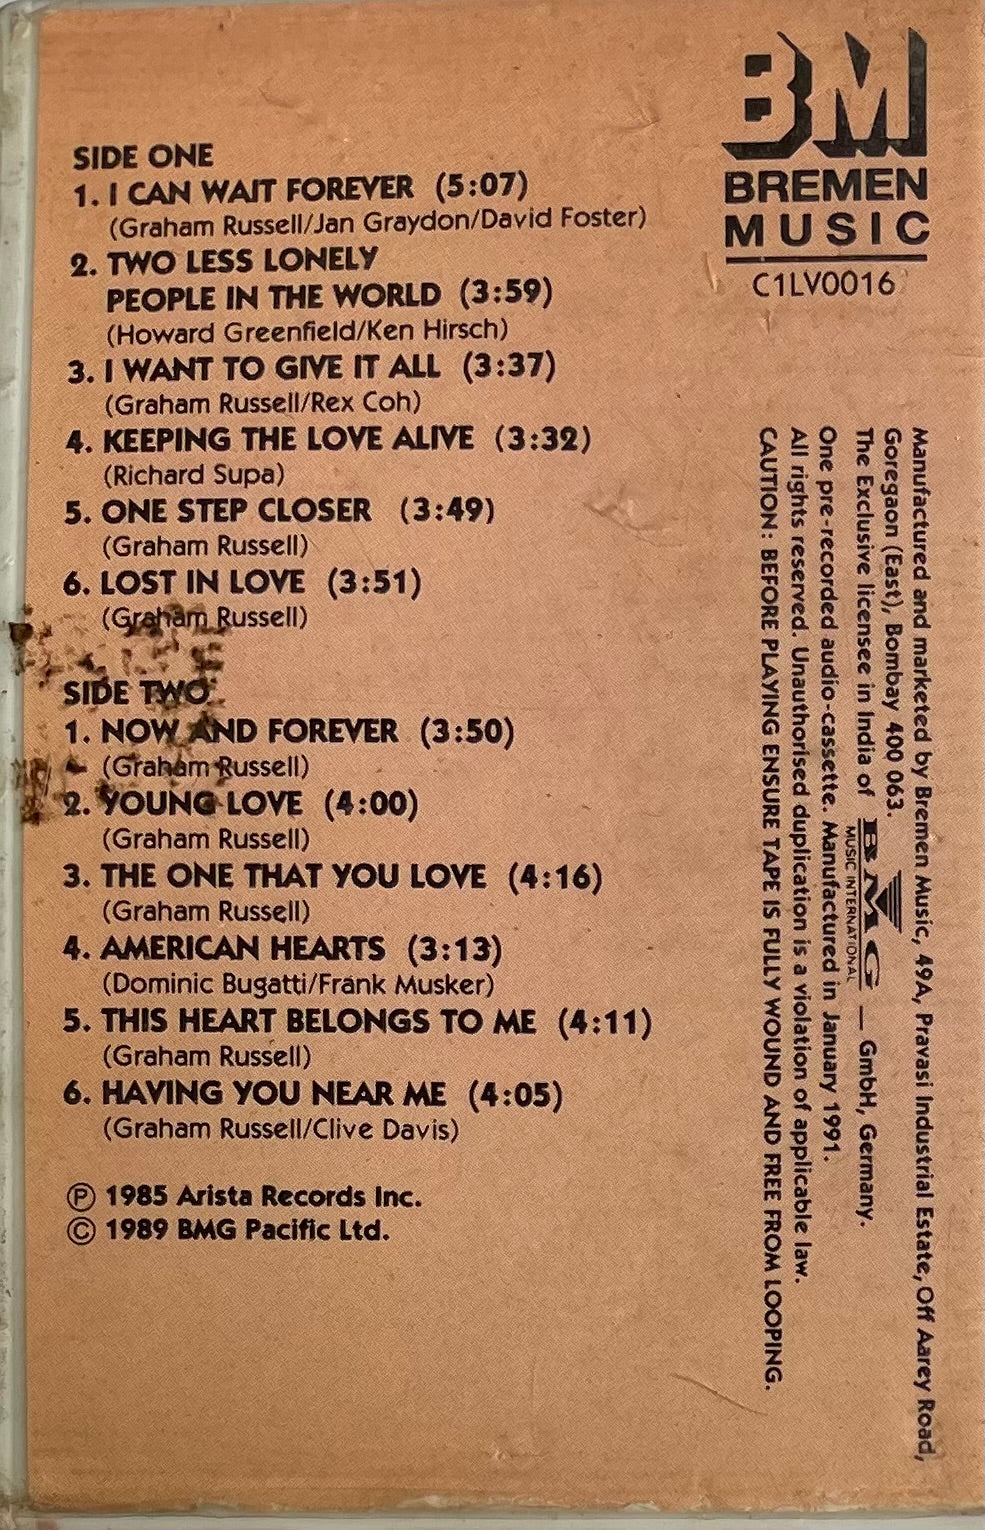 BM
BREMEN
MUSIC
C1LV0016
SIDE ONE
1. I CAN WAIT FOREVER (5:07)
(Graham Russell/Jan Graydon/David Foster)
2. TWO LESS LONELY
PEOPLE IN THE WORLD (3:59)
(Howard Greenfield/Ken Hirsch)
3. I WANT TO GIVE IT ALL (3:37)
(Graham Russell/Rex Coh)
4. KEEPING THE LOVE ALIVE (3:32)
(Richard Supa)
5. ONE STEP CLOSER (3:49)
(Graham Russell)
6. LOST IN LOVE (3:51)
(Graham Russell)
SIDE TWO
1. NOW AND FOREVER (3:50)
(Graham Russell)
2. YOUNG LOVE (4:00)
(Graham Russell)
3. THE ONE THAT YOU LOVE (4:16)
(Graham Russell)
4. AMERICAN HEARTS (3:13)
(Dominic Bugatti/Frank Musker)
5. THIS HEART BELONGS TO ME (4:11)
(Graham Russell)
6. HAVING YOU NEAR ME (4:05)
(Graham Russell/Clive Davis)
Ⓟ 1985 Arista Records Inc.
© 1989 BMG Pacific Ltd.
Manufactured and marketed by Bremen Music, 49A, Pravasi Industrial Estate, Off Aarey Road,
Goregaon (East), Bombay 400 063.
The Exclusive licensee in India of BMG MUSIC INTERNATIONAL — GmbH, Germany.
One pre-recorded audio-cassette. Manufactured in January 1991.
All rights reserved. Unauthorised duplication is a violation of applicable law.
CAUTION: BEFORE PLAYING ENSURE TAPE IS FULLY WOUND AND FREE FROM LOOPING.